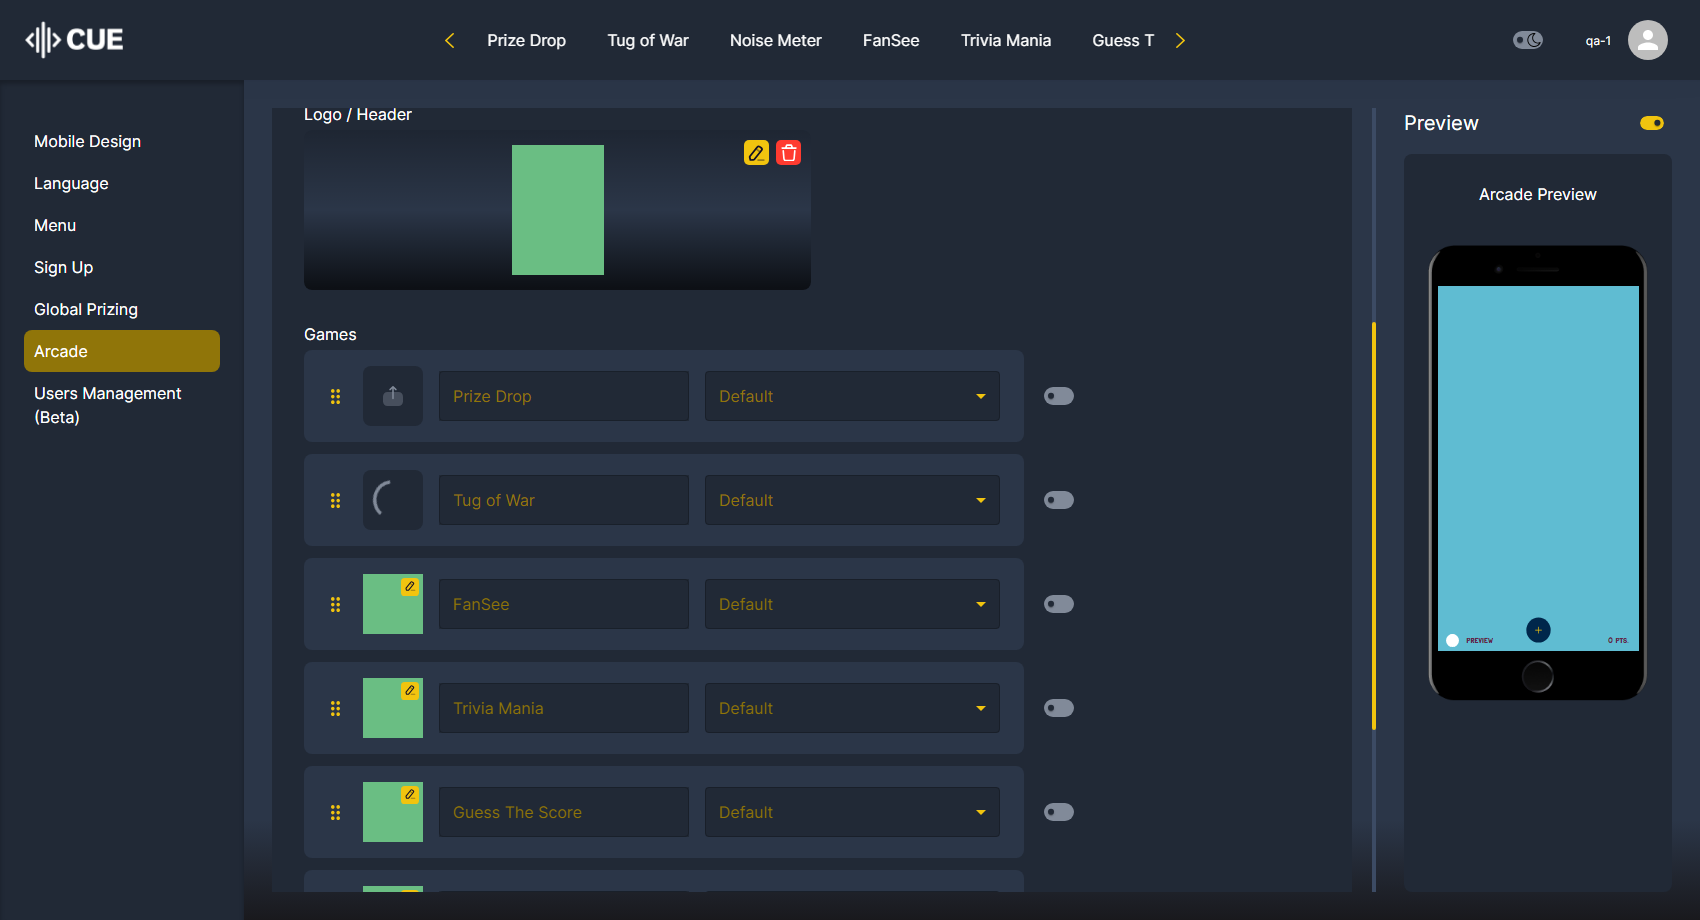 CUE
Prize Drop
Tug of War
Noise Meter
FanSee
Trivia Mania
Guess T
qa-1
Mobile Design
Language
Menu
Sign Up
Global Prizing
Arcade
Users Management
(Beta)
Logo / Header
Games
Prize Drop
Default
Tug of War
Default
FanSee
Default
Trivia Mania
Default
Guess The Score
Default
Preview
Arcade Preview
PREVIEW
+
0 PTS.